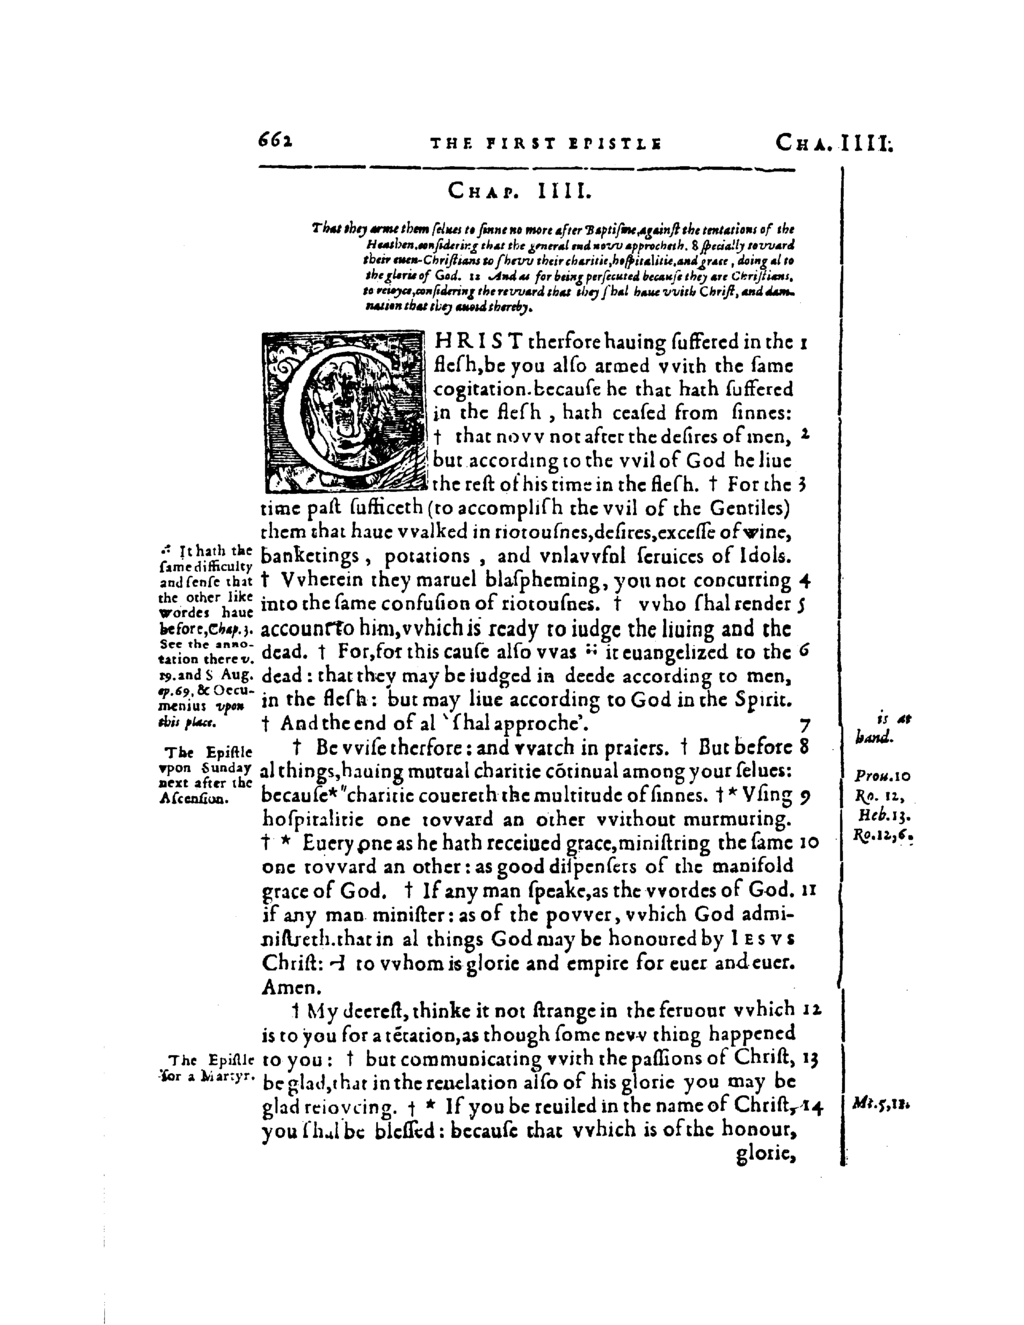 662 THE FIRST EPISTLE CHA. IIII.
CHAP. IIII.
That they arme them selues to sinne no more after Baptisme, against the tentations of the
Heathen, considering that the general end now approcheth. 8 specially toward
their euen-Christians to shevv their charitie, hospitalitie, and grace, doing al to
the glorie of God. 12 And as for being persecuted because they are Christians,
to reioyce, considering the revvard that they shal haue vvith Christ, and dam-
nation that they auoid thereby.
CHRIST therfore hauing ſuffered in the 1
fleſh, be you alſo armed vvith the ſame
cogitation. becauſe he that hath ſuffered
in the fleſh, hath ceaſed from ſinnes:
† that novv not after the deſires of men, 2
but according to the vvil of God he liue
the reſt of his time in the fleſh. † For the 3
time paſt ſufficeth (to accompliſh the vvil of the Gentiles)
them that haue vvalked in riotouſnes, deſires, exceſſe of wine,
banketings, potations, and vnlavvful ſeruices of Idols.
† Vvherein they maruel blaſpheming, you not concurring 4
into the ſame confuſion of riotouſnes. † vvho ſhal render 5
account to him, vvhich is ready to iudge the liuing and the
dead. † For, for this cauſe alſo vvas ∵ it euangelized to the 6
dead: that they may be iudged in deede according to men,
in the fleſh: but may liue according to God in the Spirit.
† And the end of al ‵ſhal approche′. 7
† Be vviſe therfore: and vvatch in praiers. † But before 8
al things, hauing mutual charitie cõtinual among your ſelues:
becauſe * "charitie couereth the multitude of ſinnes. † * Vſing 9
hoſpitalitie one tovvard an other vvithout murmuring.
† * Euery one as he hath receiued grace, miniſtring the ſame 10
one tovvard an other: as good diſpenſers of the manifold
grace of God. † If any man ſpeake, as the vvordes of God. 11
if any man miniſter: as of the povver, vvhich God admi-
niſtreth. that in al things God may be honoured by IESVS
Chriſt: ⊣ to vvhom is glorie and empire for euer and euer.
Amen.
† My deereſt, thinke it not ſtrange in the feruour vvhich 12
is to you for a tẽtation, as though ſome nevv thing happened
to you: † but communicating vvith the paſſions of Chriſt, 13
be glad, that in the reuelation alſo of his glorie you may be
glad reioycing. † * If you be reuiled in the name of Chriſt, 14
you ſhal be bleſſed: becauſe that vvhich is of the honour,
glorie,
∵ It hath the
ſame difficulty
and ſenſe that
the other like
wordes haue
before, Chap. 3.
See the anno-
tation there v.
19. and S Aug.
ep. 69, & Oecu-
menius vpon
this place.
The Epiſtle
vpon Sunday
next after the
Aſcenſion.
The Epiſtle
for a Martyr.
is at
hand.
Prou. 10
Ro. 12,
Heb. 13.
Ro. 12, 6.
Mt. 5, 11.